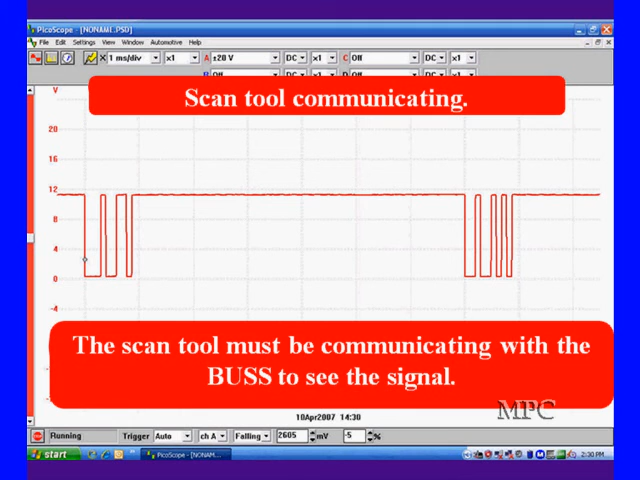 PicoScope - [NONAM1.PSD]
File Edit Settings View Window Automotive Help
1 ms/div x1 A ±20 V DC x1 C Off DC x1
Off DC x1 D Off DC x1
Scan tool communicating.
V
20
16
12
8
4
0
-4
The scan tool must be communicating with the
BUSS to see the signal.
10Apr2007 14:30
MPC
Running Trigger Auto ch A Falling 2605 mV -5 %
start PicoScope - [NONAM... 2:30 PM